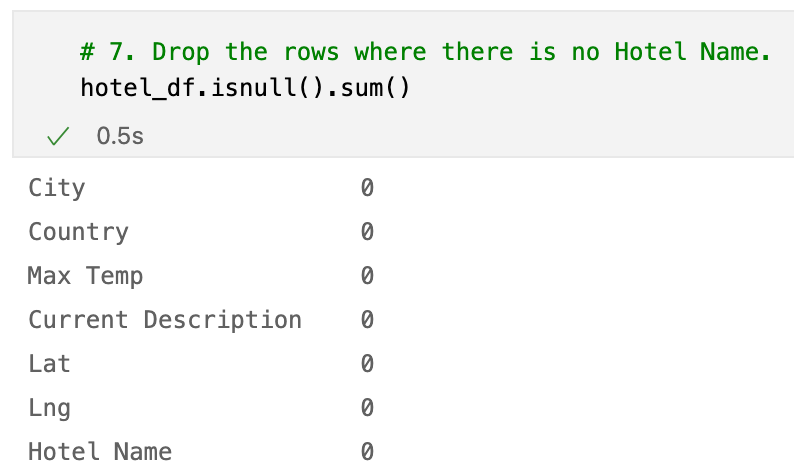 # 7. Drop the rows where there is no Hotel Name.
hotel_df.isnull().sum()
✓ 0.5s
City 0
Country 0
Max Temp 0
Current Description 0
Lat 0
Lng 0
Hotel Name 0